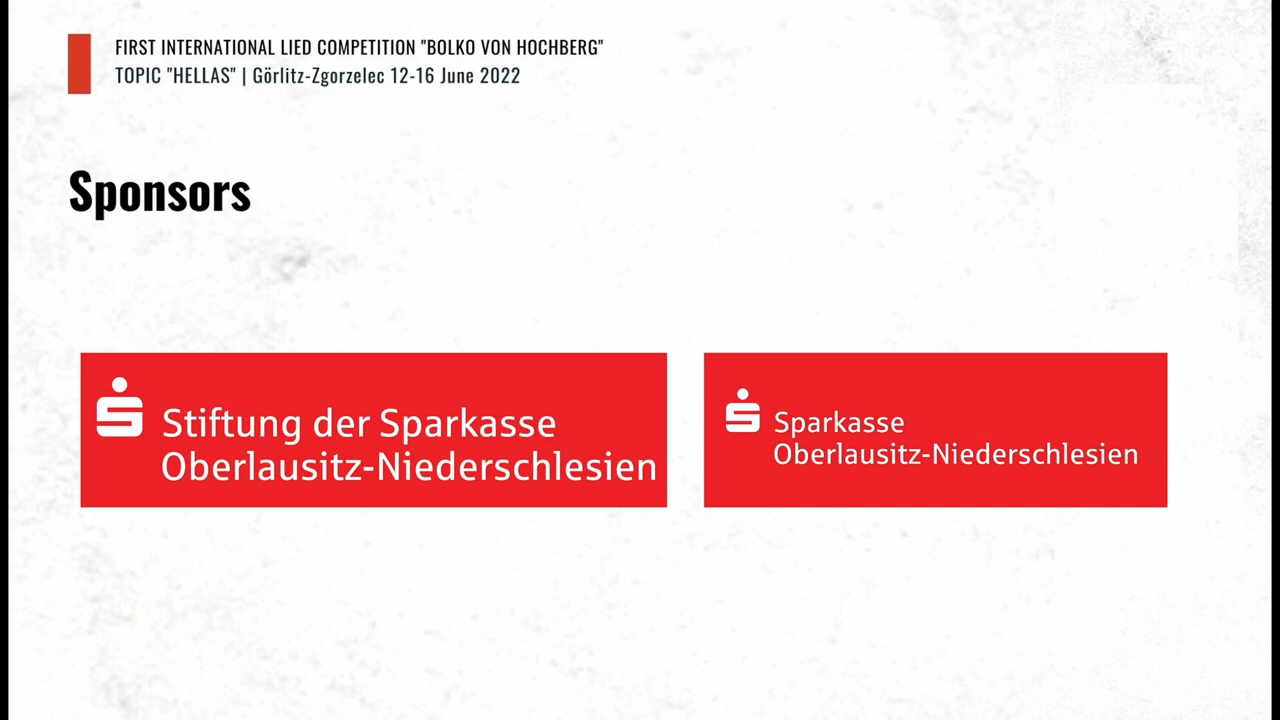 FIRST INTERNATIONAL LIED COMPETITION "BOLKO VON HOCHBERG"
TOPIC "HELLAS" | Görlitz-Zgorzelec 12-16 June 2022
Sponsors
Stiftung der Sparkasse
Oberlausitz-Niederschlesien
Sparkasse
Oberlausitz-Niederschlesien